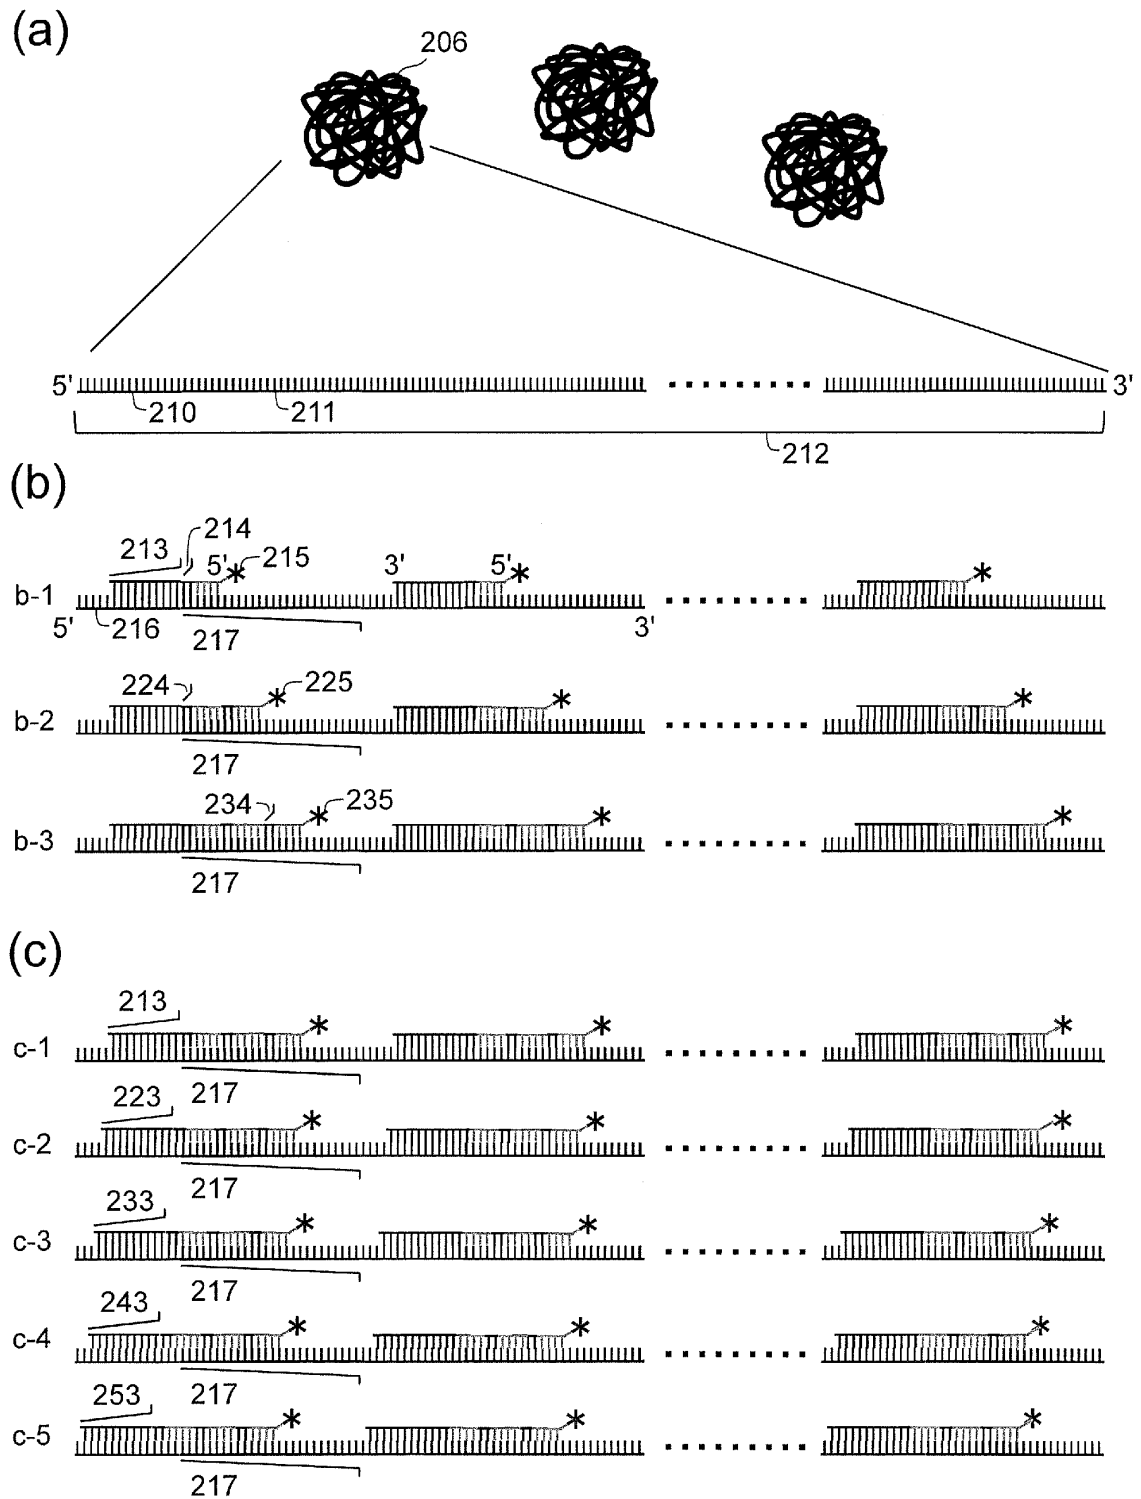 (a)
206
5' 3'
210 211
212
(b)
214
213 5' * 215 3' 5' * *
b-1
5' 216 217 3'
224 * 225 * *
b-2
217
234 * 235 * *
b-3
217
(c)
213 * * *
c-1
217
223 * * *
c-2
217
233 * * *
c-3
217
243 * * *
c-4
217
253 * * *
c-5
217